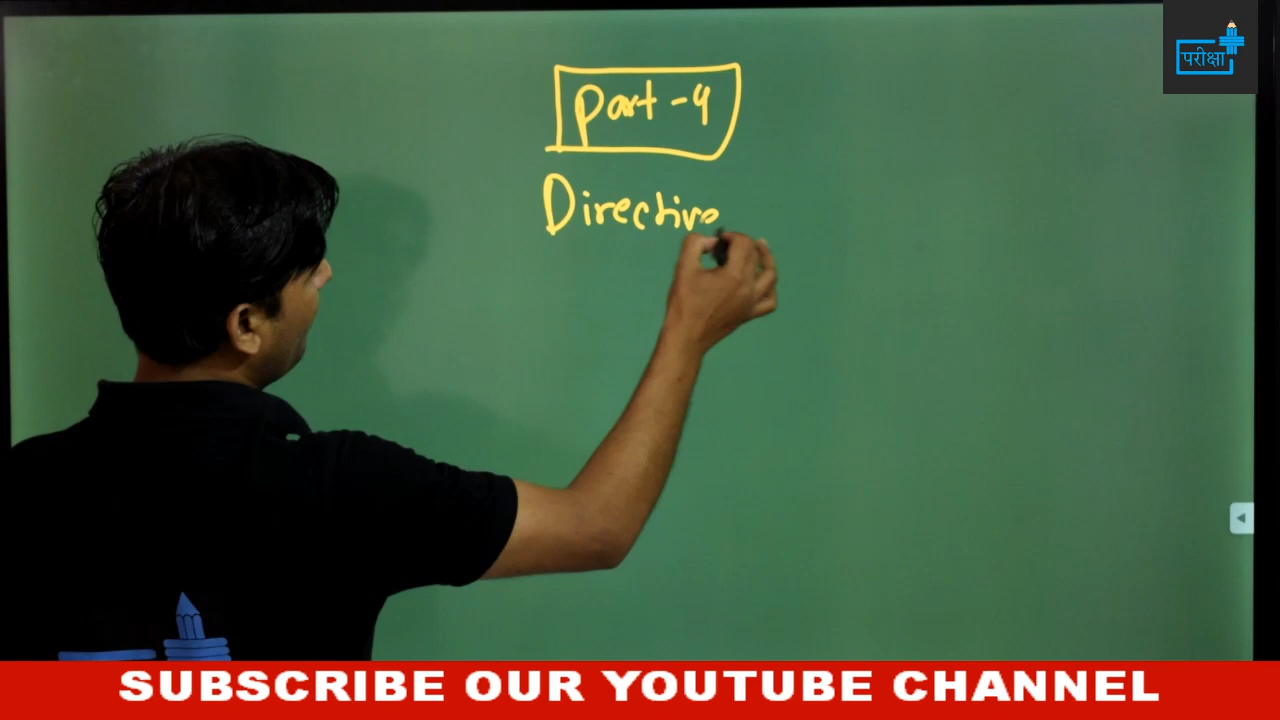 परीक्षा
Part-4
Directive
SUBSCRIBE OUR YOUTUBE CHANNEL